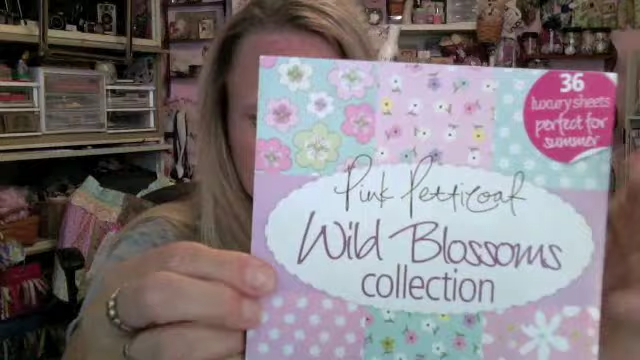 36
luxury sheets
perfect for
summer
Pink Petticoat
Wild Blossoms
collection